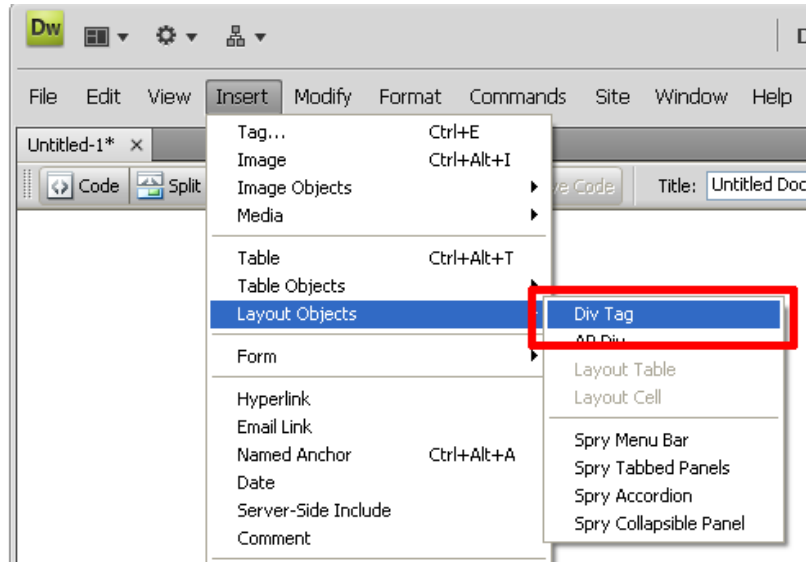 Dw
D
File Edit View Insert Modify Format Commands Site Window Help
Untitled-1* ×
Code Split Code Title: Untitled Doc
Tag... Ctrl+E
Image Ctrl+Alt+I
Image Objects
Media
Table Ctrl+Alt+T
Table Objects
Layout Objects
Form
Hyperlink
Email Link
Named Anchor Ctrl+Alt+A
Date
Server-Side Include
Comment
Div Tag
AP Div
Layout Table
Layout Cell
Spry Menu Bar
Spry Tabbed Panels
Spry Accordion
Spry Collapsible Panel